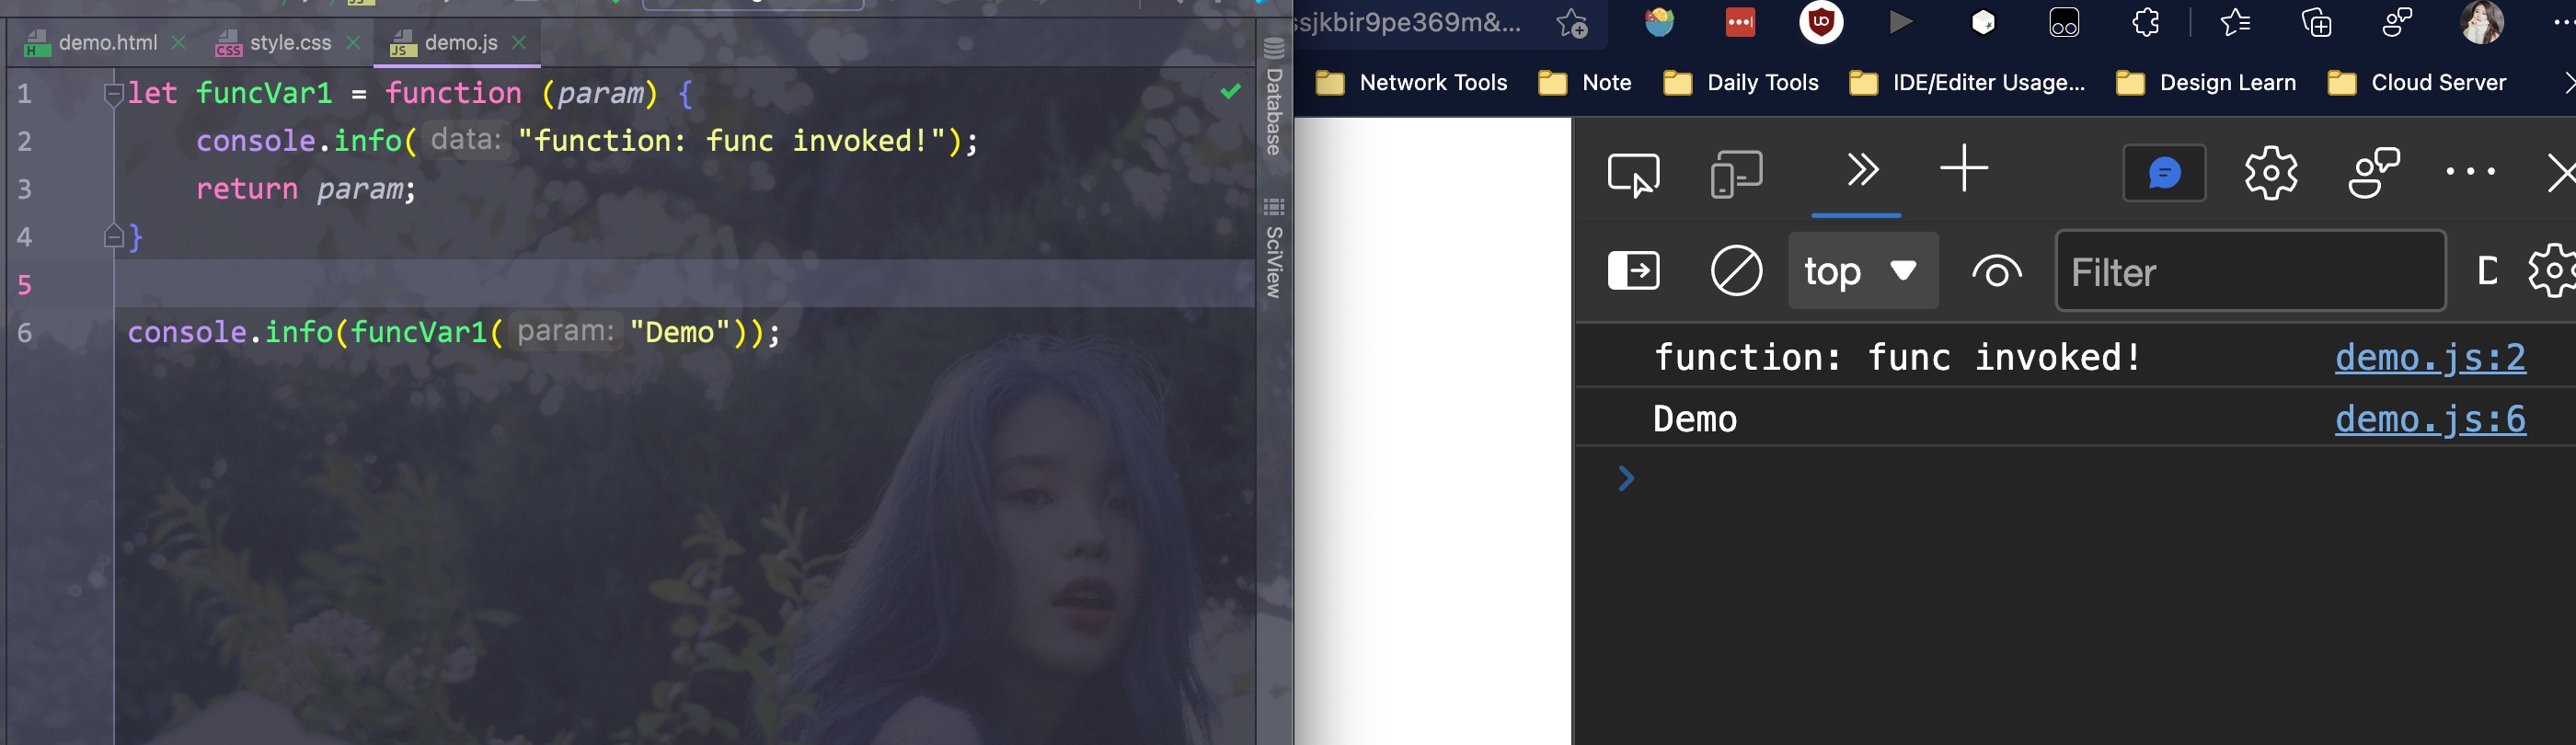 demo.html
style.css
demo.js
1 let funcVar1 = function (param) {
2 console.info( data: "function: func invoked!");
3 return param;
4 }
5
6 console.info(funcVar1( param: "Demo"));
Database
SciView
ssjkbir9pe369m&...
Network Tools
Note
Daily Tools
IDE/Editer Usage...
Design Learn
Cloud Server
top
Filter
function: func invoked! demo.js:2
Demo demo.js:6